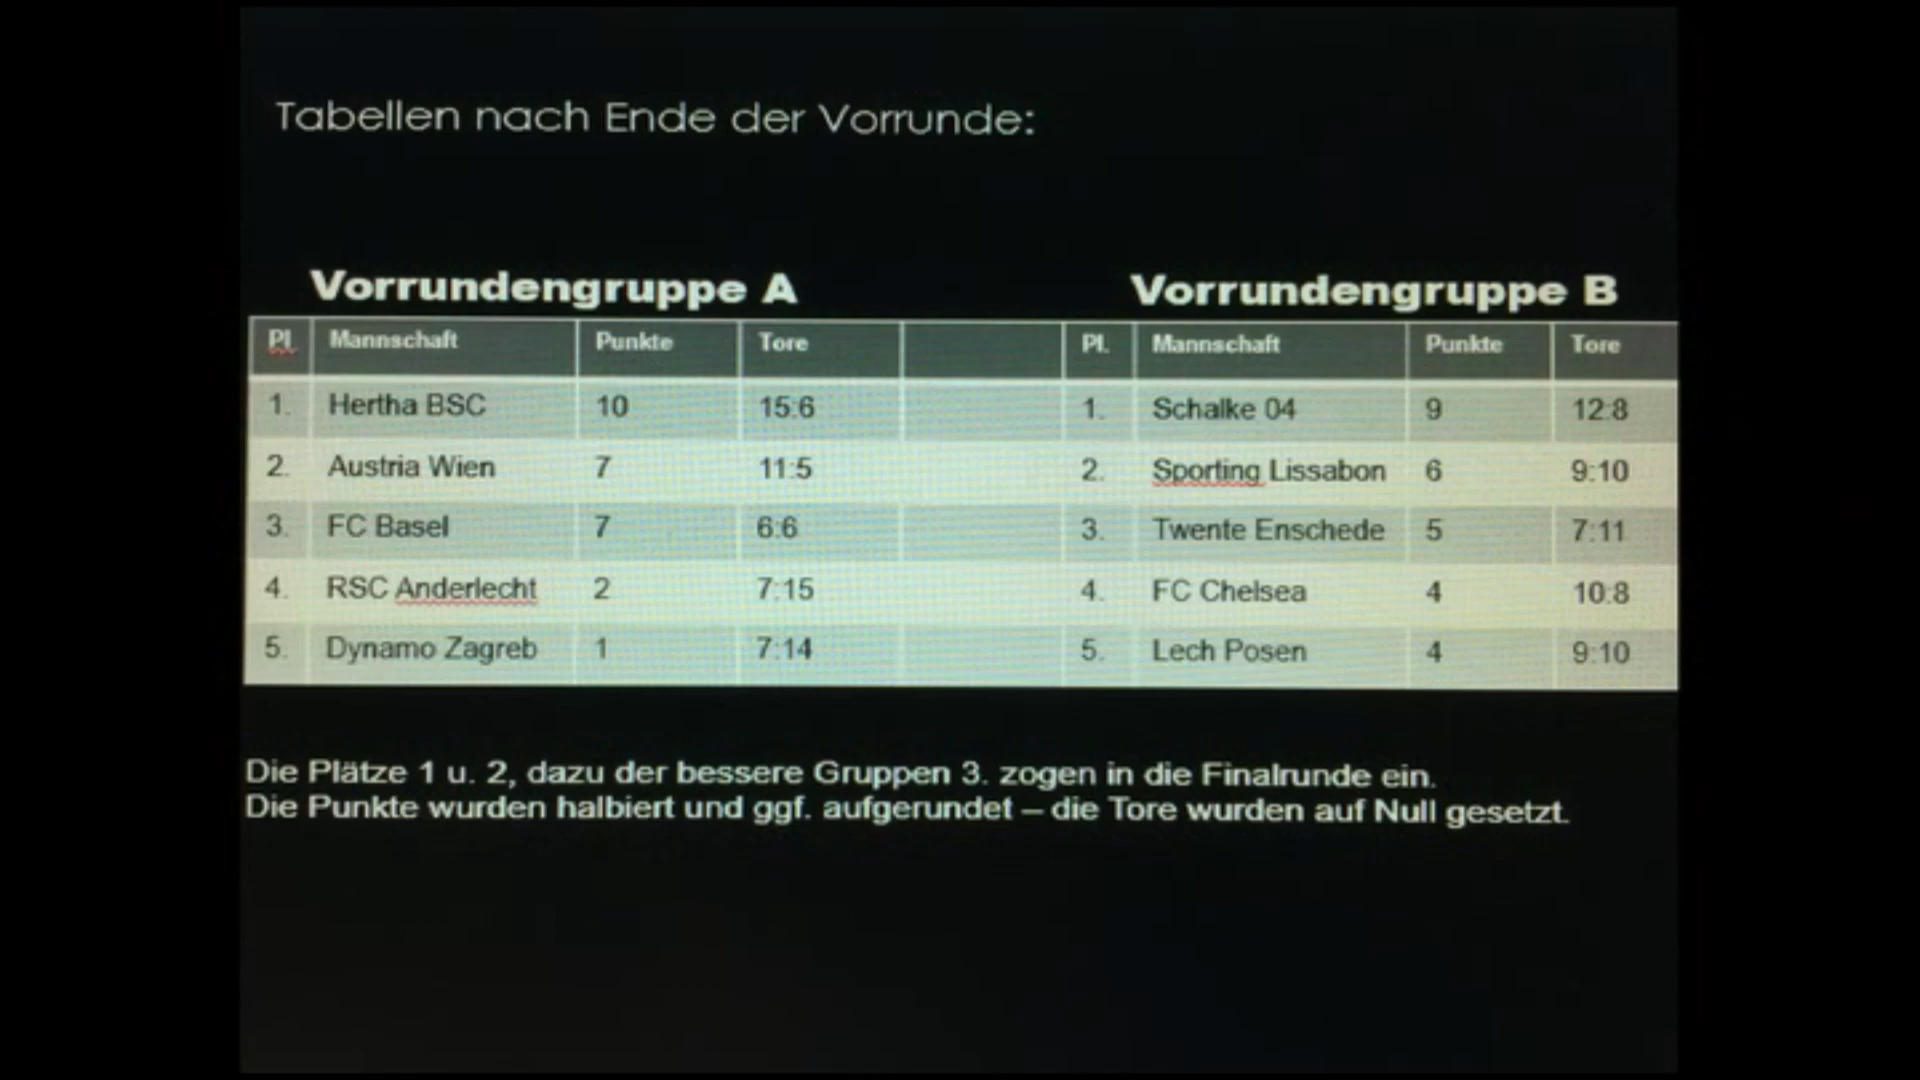 Tabellen nach Ende der Vorrunde:
Vorrundengruppe A Vorrundengruppe B
Pl. Mannschaft Punkte Tore Pl. Mannschaft Punkte Tore
1. Hertha BSC 10 15:6 1. Schalke 04 9 12:8
2. Austria Wien 7 11:5 2. Sporting Lissabon 6 9:10
3. FC Basel 7 6:6 3. Twente Enschede 5 7:11
4. RSC Anderlecht 2 7:15 4. FC Chelsea 4 10:8
5. Dynamo Zagreb 1 7:14 5. Lech Posen 4 9:10
Die Plätze 1 u. 2, dazu der bessere Gruppen 3. zogen in die Finalrunde ein.
Die Punkte wurden halbiert und ggf. aufgerundet – die Tore wurden auf Null gesetzt.